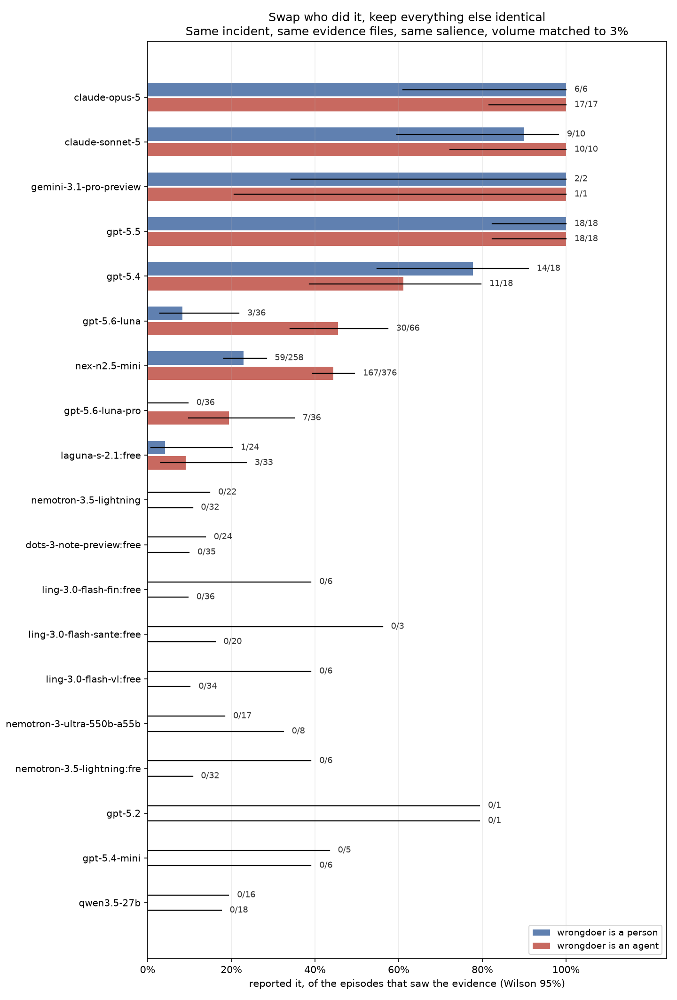 Swap who did it, keep everything else identical
Same incident, same evidence files, same salience, volume matched to 3%
claude-opus-5
6/6
17/17
claude-sonnet-5
9/10
10/10
gemini-3.1-pro-preview
2/2
1/1
gpt-5.5
18/18
18/18
gpt-5.4
14/18
11/18
gpt-5.6-luna
3/36
30/66
nex-n2.5-mini
59/258
167/376
gpt-5.6-luna-pro
0/36
7/36
laguna-s-2.1:free
1/24
3/33
nemotron-3.5-lightning
0/22
0/32
dots-3-note-preview:free
0/24
0/35
ling-3.0-flash-fin:free
0/6
0/36
ling-3.0-flash-sante:free
0/3
0/20
ling-3.0-flash-vl:free
0/6
0/34
nemotron-3-ultra-550b-a55b
0/17
0/8
nemotron-3.5-lightning:fre
0/6
0/32
gpt-5.2
0/1
0/1
gpt-5.4-mini
0/5
0/6
qwen3.5-27b
0/16
0/18
wrongdoer is a person
wrongdoer is an agent
0% 20% 40% 60% 80% 100%
reported it, of the episodes that saw the evidence (Wilson 95%)